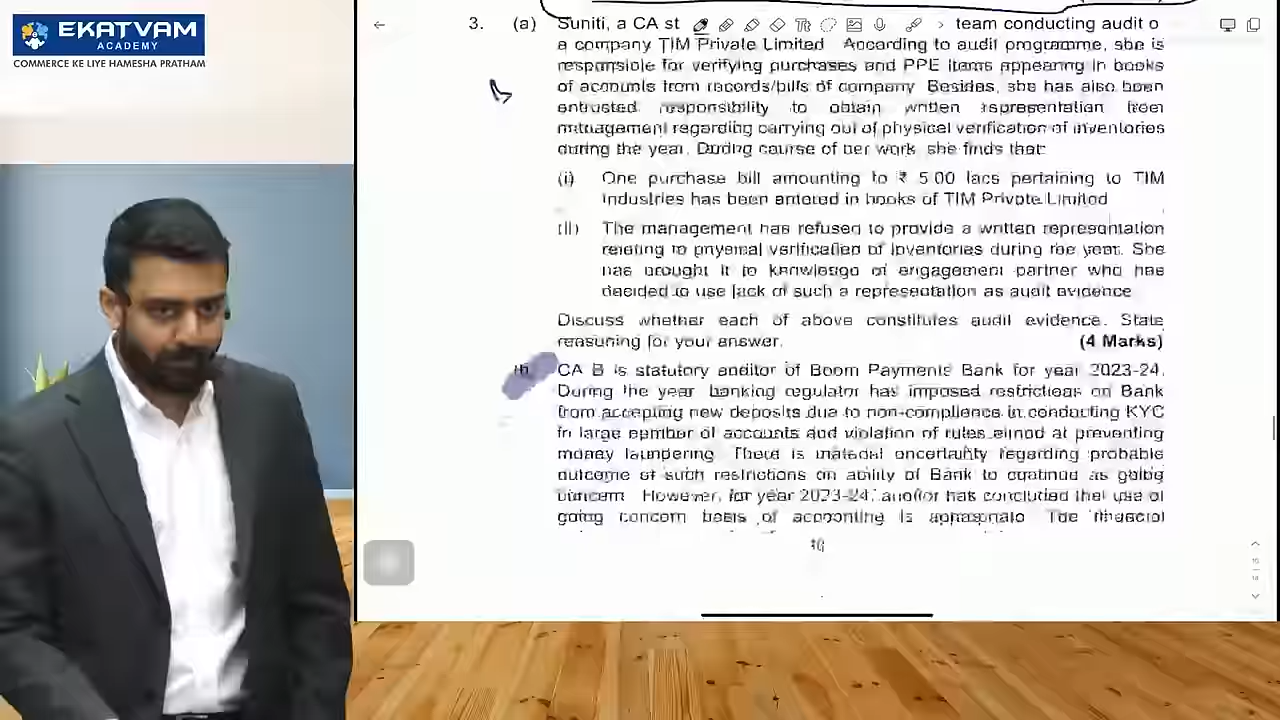 EKATVAM
ACADEMY
COMMERCE KE LIYE HAMESHA PRATHAM
3. (a) Suniti, a CA st team conducting audit o
a company TIM Private Limited. According to audit programme, she is
responsible for verifying purchases and PPE items appearing in books
of accounts from records/bills of company. Besides, she has also been
entrusted responsibility to obtain written representation from
management regarding carrying out of physical verification of inventories
during the year. During course of her work, she finds that:
(i) One purchase bill amounting to ₹ 5.00 lacs pertaining to TIM
Industries has been entered in books of TIM Private Limited
(ii) The management has refused to provide a written representation
relating to physical verification of inventories during the year. She
has brought it to knowledge of engagement partner who has
decided to use lack of such a representation as audit evidence
Discuss whether each of above constitutes audit evidence. State
reasoning for your answer. (4 Marks)
CA B is statutory auditor of Boom Payments Bank for year 2023-24.
During the year banking regulator has imposed restrictions on Bank
from accepting new deposits due to non-compliance in conducting KYC
in large number of accounts and violation of rules aimed at preventing
money laundering. There is material uncertainty regarding probable
outcome of such restrictions on ability of Bank to continue as going
concern. However, for year 2023-24, auditor has concluded that use of
going concern basis of accounting is appropriate. The financial